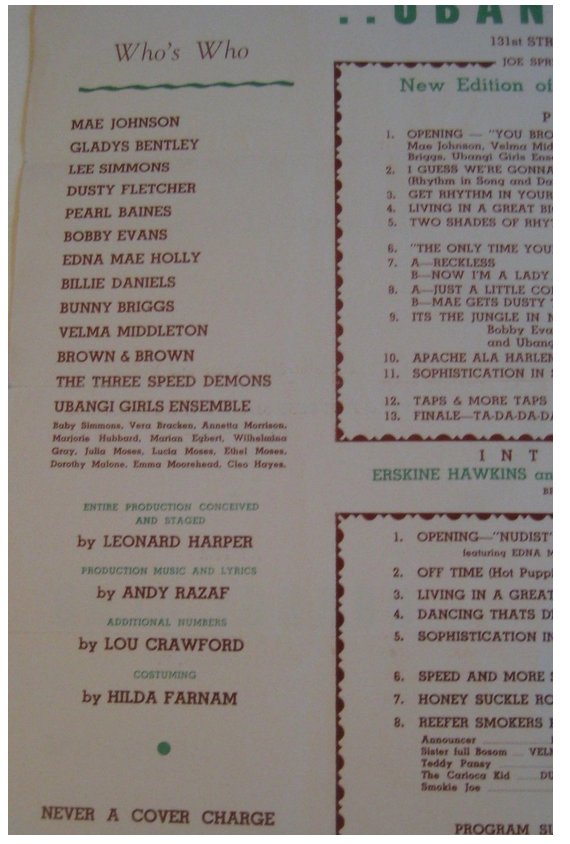 Who's Who
MAE JOHNSON
GLADYS BENTLEY
LEE SIMMONS
DUSTY FLETCHER
PEARL BAINES
BOBBY EVANS
EDNA MAE HOLLY
BILLIE DANIELS
BUNNY BRIGGS
VELMA MIDDLETON
BROWN & BROWN
THE THREE SPEED DEMONS
UBANGI GIRLS ENSEMBLE
Baby Simmons, Vera Bracken, Annetta Morrison,
Marjorie Hubbard, Marian Egbert, Wilhelmina
Gray, Julia Moses, Lucia Moses, Ethel Moses,
Dorothy Malone, Emma Moorehead, Cleo Hayes.
ENTIRE PRODUCTION CONCEIVED
AND STAGED
by LEONARD HARPER
PRODUCTION MUSIC AND LYRICS
by ANDY RAZAF
ADDITIONAL NUMBERS
by LOU CRAWFORD
COSTUMING
by HILDA FARNAM
NEVER A COVER CHARGE
..UBAN
131st STR
JOE SPR
New Edition of
P
1. OPENING — "YOU BRO
Mae Johnson, Velma Mid
Briggs, Ubangi Girls Ens
2. I GUESS WE'RE GONNA
(Rhythm in Song and Da
3. GET RHYTHM IN YOUR
4. LIVING IN A GREAT BI
5. TWO SHADES OF RHY
6. "THE ONLY TIME YOU
7. A—RECKLESS
B—NOW I'M A LADY
8. A—JUST A LITTLE CO
B—MAE GETS DUSTY
9. ITS THE JUNGLE IN
Bobby Eva
and Ubang
10. APACHE ALA HARLEM
11. SOPHISTICATION IN
12. TAPS & MORE TAPS
13. FINALE—TA-DA-DA-DA
I N T
ERSKINE HAWKINS an
BR
1. OPENING—"NUDIST"
featuring EDNA M
2. OFF TIME (Hot Pupp
3. LIVING IN A GREAT
4. DANCING THATS D
5. SOPHISTICATION IN
6. SPEED AND MORE S
7. HONEY SUCKLE RO
8. REEFER SMOKERS
Announcer
Sister full Bosom VEL
Teddy Pansy
The Carioca Kid DU
Smokie Joe
PROGRAM SU